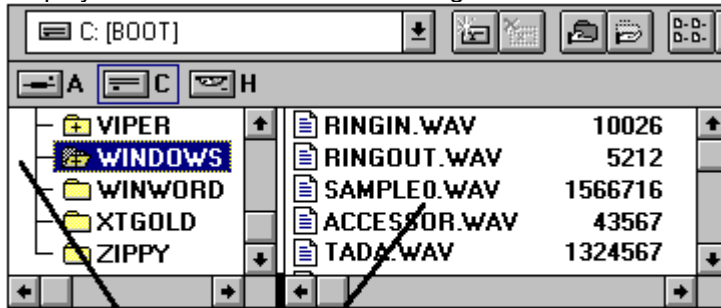 C: [BOOT]
D- D-
B- B-
A C H
VIPER
WINDOWS
WINWORD
XTGOLD
ZIPPY
RINGIN.WAV 10026
RINGOUT.WAV 5212
SAMPLE0.WAV 1566716
ACCESSOR.WAV 43567
TADA.WAV 1324567